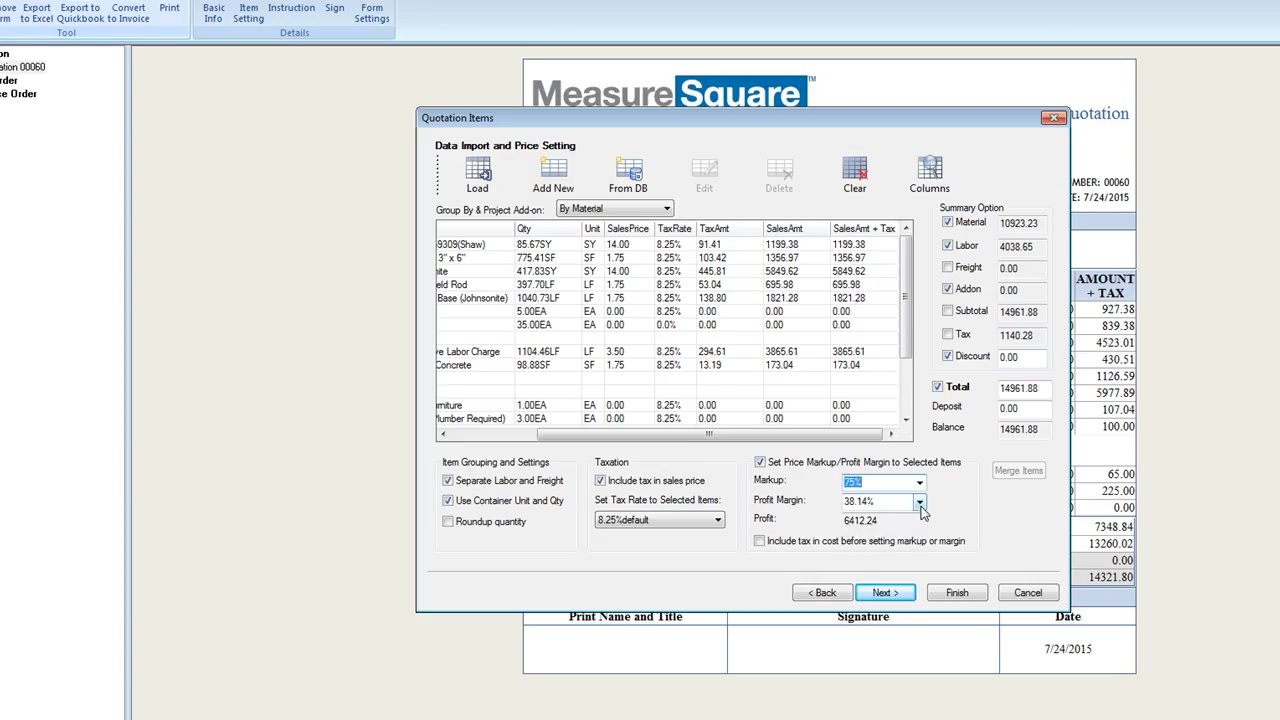 Export to Excel
Export to Quickbook
Convert to Invoice
Print
Basic Info
Item Setting
Instruction
Sign
Form Settings
Tool
Details
00060
MeasureSquare™
Quotation Items
Data Import and Price Setting
Load
Add New
From DB
Edit
Delete
Clear
Columns
Group By & Project Add-on: By Material
Qty Unit SalesPrice TaxRate TaxAmt SalesAmt SalesAmt + Tax
9309(Shaw) 85.67SY SY 14.00 8.25% 91.41 1199.38 1199.38
3" x 6" 775.41SF SF 1.75 8.25% 103.42 1356.97 1356.97
417.83SY SY 14.00 8.25% 445.81 5849.62 5849.62
Rod 397.70LF LF 1.75 8.25% 53.04 695.98 695.98
Base (Johnsonite) 1040.73LF LF 1.75 8.25% 138.80 1821.28 1821.28
5.00EA EA 0.00 8.25% 0.00 0.00 0.00
35.00EA EA 0.00 0.0% 0.00 0.00 0.00
Labor Charge 1104.46LF LF 3.50 8.25% 294.61 3865.61 3865.61
Concrete 98.88SF SF 1.75 8.25% 13.19 173.04 173.04
1.00EA EA 0.00 8.25% 0.00 0.00 0.00
Required) 3.00EA EA 0.00 8.25% 0.00 0.00 0.00
Summary Option
Material 10923.23
Labor 4038.65
Freight 0.00
Addon 0.00
Subtotal 14961.88
Tax 1140.28
Discount 0.00
Total 14961.88
Deposit 0.00
Balance 14961.88
Item Grouping and Settings
Separate Labor and Freight
Use Container Unit and Qty
Roundup quantity
Taxation
Include tax in sales price
Set Tax Rate to Selected Items:
8.25%default
Set Price Markup/Profit Margin to Selected Items
Markup: 75%
Profit Margin: 38.14%
Profit: 6412.24
Include tax in cost before setting markup or margin
Merge Items
< Back
Next >
Finish
Cancel
uotation
MBER: 00060
E: 7/24/2015
AMOUNT
+ TAX
927.38
839.38
4523.01
430.51
1126.59
5977.89
107.04
100.00
65.00
225.00
0.00
7348.84
13260.02
0.00
14321.80
Print Name and Title Signature Date
7/24/2015